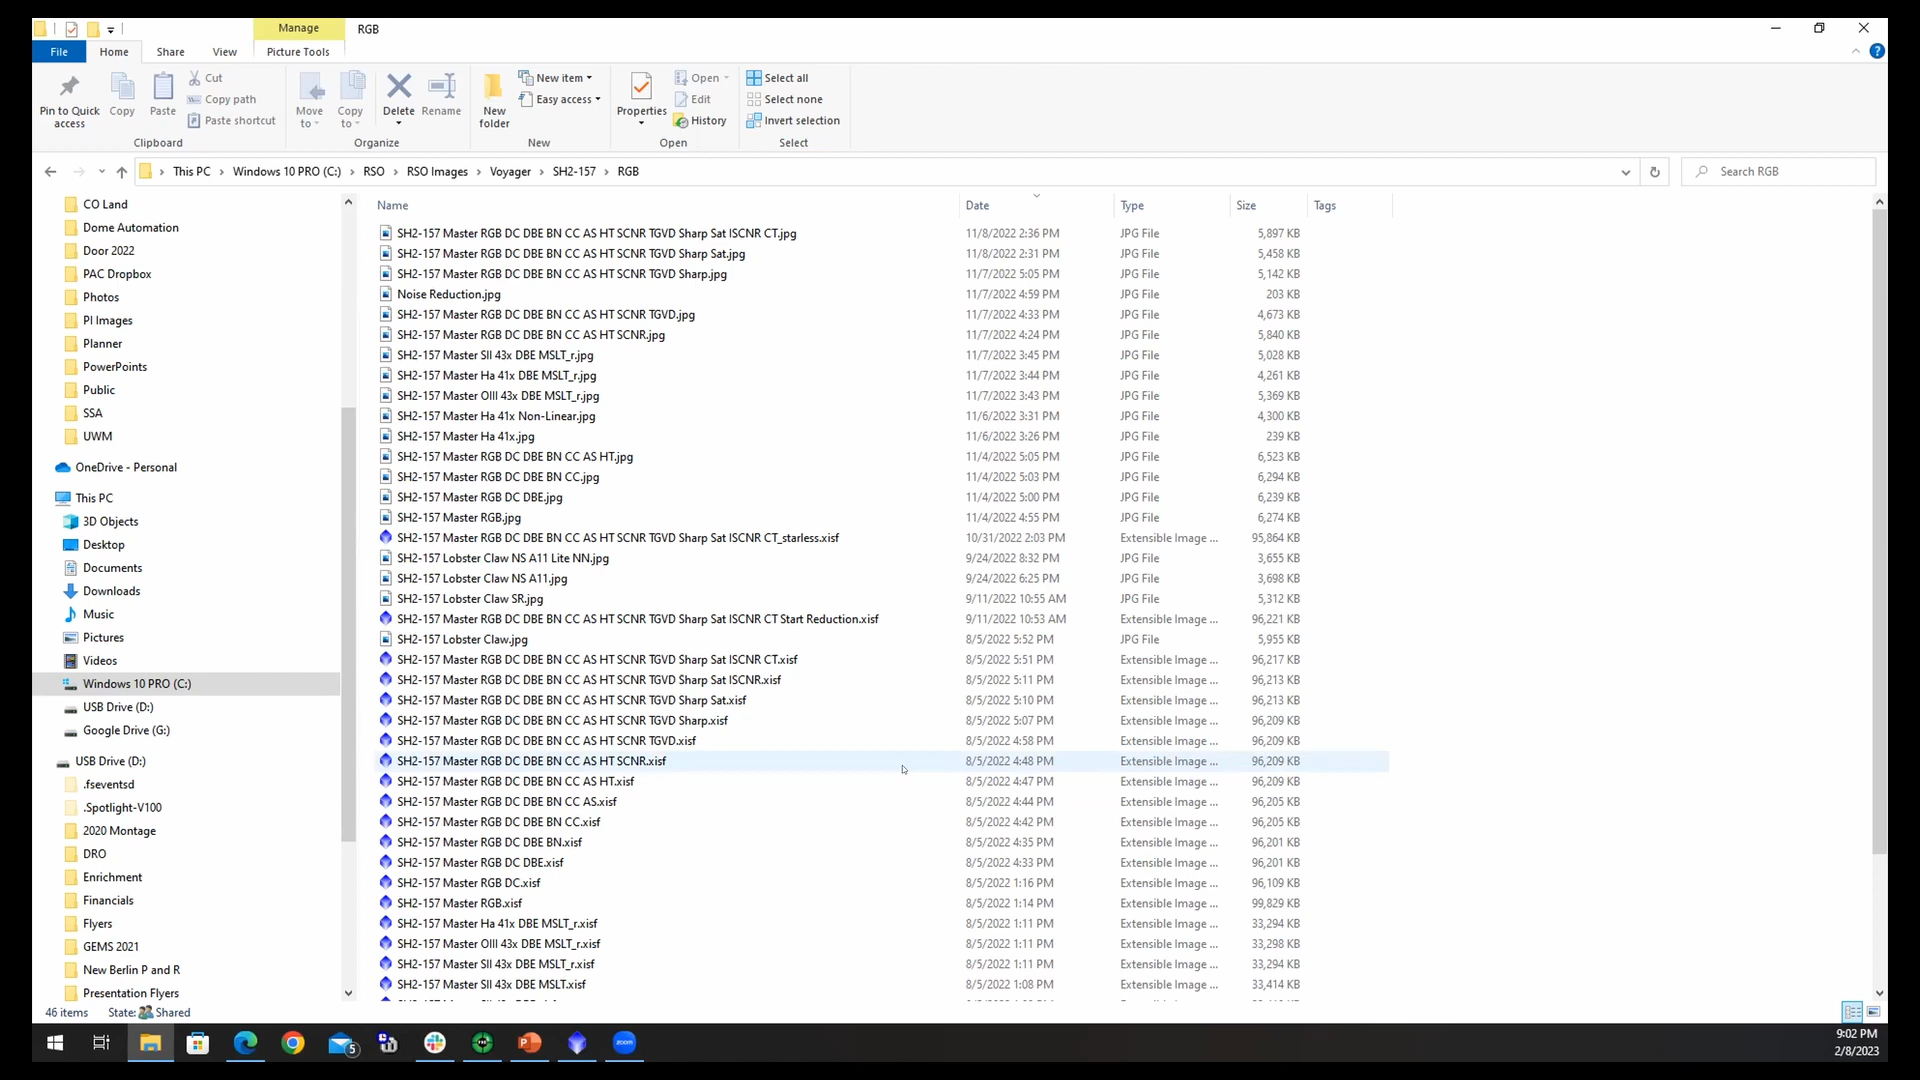 Manage
RGB
File
Home
Share
View
Picture Tools
Pin to Quick access
Copy
Paste
Cut
Copy path
Paste shortcut
Clipboard
Move to
Copy to
Delete
Rename
Organize
New folder
New item
Easy access
New
Properties
Open
Edit
History
Open
Select all
Select none
Invert selection
Select
This PC > Windows 10 PRO (C:) > RSO > RSO Images > Voyager > SH2-157 > RGB
Search RGB
CO Land
Dome Automation
Door 2022
PAC Dropbox
Photos
PI Images
Planner
PowerPoints
Public
SSA
UWM
OneDrive - Personal
This PC
3D Objects
Desktop
Documents
Downloads
Music
Pictures
Videos
Windows 10 PRO (C:)
USB Drive (D:)
Google Drive (G:)
USB Drive (D:)
.fseventsd
.Spotlight-V100
2020 Montage
DRO
Enrichment
Financials
Flyers
GEMS 2021
New Berlin P and R
Presentation Flyers
Name Date Type Size Tags
SH2-157 Master RGB DC DBE BN CC AS HT SCNR TGVD Sharp Sat ISCNR CT.jpg 11/8/2022 2:36 PM JPG File 5,897 KB
SH2-157 Master RGB DC DBE BN CC AS HT SCNR TGVD Sharp Sat.jpg 11/8/2022 2:31 PM JPG File 5,458 KB
SH2-157 Master RGB DC DBE BN CC AS HT SCNR TGVD Sharp.jpg 11/7/2022 5:05 PM JPG File 5,142 KB
Noise Reduction.jpg 11/7/2022 4:59 PM JPG File 203 KB
SH2-157 Master RGB DC DBE BN CC AS HT SCNR TGVD.jpg 11/7/2022 4:33 PM JPG File 4,673 KB
SH2-157 Master RGB DC DBE BN CC AS HT SCNR.jpg 11/7/2022 4:24 PM JPG File 5,840 KB
SH2-157 Master SII 43x DBE MSLT_r.jpg 11/7/2022 3:45 PM JPG File 5,028 KB
SH2-157 Master Ha 41x DBE MSLT_r.jpg 11/7/2022 3:44 PM JPG File 4,261 KB
SH2-157 Master OIII 43x DBE MSLT_r.jpg 11/7/2022 3:43 PM JPG File 5,369 KB
SH2-157 Master Ha 41x Non-Linear.jpg 11/6/2022 3:31 PM JPG File 4,300 KB
SH2-157 Master Ha 41x.jpg 11/6/2022 3:26 PM JPG File 239 KB
SH2-157 Master RGB DC DBE BN CC AS HT.jpg 11/4/2022 5:05 PM JPG File 6,523 KB
SH2-157 Master RGB DC DBE BN CC.jpg 11/4/2022 5:03 PM JPG File 6,294 KB
SH2-157 Master RGB DC DBE.jpg 11/4/2022 5:00 PM JPG File 6,239 KB
SH2-157 Master RGB.jpg 11/4/2022 4:55 PM JPG File 6,274 KB
SH2-157 Master RGB DC DBE BN CC AS HT SCNR TGVD Sharp Sat ISCNR CT_starless.xisf 10/31/2022 2:03 PM Extensible Image ... 95,864 KB
SH2-157 Lobster Claw NS A11 Lite NN.jpg 9/24/2022 8:32 PM JPG File 3,655 KB
SH2-157 Lobster Claw NS A11.jpg 9/24/2022 6:25 PM JPG File 3,698 KB
SH2-157 Lobster Claw SR.jpg 9/11/2022 10:55 AM JPG File 5,312 KB
SH2-157 Master RGB DC DBE BN CC AS HT SCNR TGVD Sharp Sat ISCNR CT Start Reduction.xisf 9/11/2022 10:53 AM Extensible Image ... 96,221 KB
SH2-157 Lobster Claw.jpg 8/5/2022 5:52 PM JPG File 5,955 KB
SH2-157 Master RGB DC DBE BN CC AS HT SCNR TGVD Sharp Sat ISCNR CT.xisf 8/5/2022 5:51 PM Extensible Image ... 96,217 KB
SH2-157 Master RGB DC DBE BN CC AS HT SCNR TGVD Sharp Sat ISCNR.xisf 8/5/2022 5:11 PM Extensible Image ... 96,213 KB
SH2-157 Master RGB DC DBE BN CC AS HT SCNR TGVD Sharp Sat.xisf 8/5/2022 5:10 PM Extensible Image ... 96,213 KB
SH2-157 Master RGB DC DBE BN CC AS HT SCNR TGVD Sharp.xisf 8/5/2022 5:07 PM Extensible Image ... 96,209 KB
SH2-157 Master RGB DC DBE BN CC AS HT SCNR TGVD.xisf 8/5/2022 4:58 PM Extensible Image ... 96,209 KB
SH2-157 Master RGB DC DBE BN CC AS HT SCNR.xisf 8/5/2022 4:48 PM Extensible Image ... 96,209 KB
SH2-157 Master RGB DC DBE BN CC AS HT.xisf 8/5/2022 4:47 PM Extensible Image ... 96,209 KB
SH2-157 Master RGB DC DBE BN CC AS.xisf 8/5/2022 4:44 PM Extensible Image ... 96,205 KB
SH2-157 Master RGB DC DBE BN CC.xisf 8/5/2022 4:42 PM Extensible Image ... 96,205 KB
SH2-157 Master RGB DC DBE BN.xisf 8/5/2022 4:35 PM Extensible Image ... 96,201 KB
SH2-157 Master RGB DC DBE.xisf 8/5/2022 4:33 PM Extensible Image ... 96,201 KB
SH2-157 Master RGB DC.xisf 8/5/2022 1:16 PM Extensible Image ... 96,109 KB
SH2-157 Master RGB.xisf 8/5/2022 1:14 PM Extensible Image ... 99,829 KB
SH2-157 Master Ha 41x DBE MSLT_r.xisf 8/5/2022 1:11 PM Extensible Image ... 33,294 KB
SH2-157 Master OIII 43x DBE MSLT_r.xisf 8/5/2022 1:11 PM Extensible Image ... 33,298 KB
SH2-157 Master SII 43x DBE MSLT_r.xisf 8/5/2022 1:11 PM Extensible Image ... 33,294 KB
SH2-157 Master SII 43x DBE MSLT.xisf 8/5/2022 1:08 PM Extensible Image ... 33,414 KB
46 items State: Shared
5
zoom
9:02 PM
2/8/2023